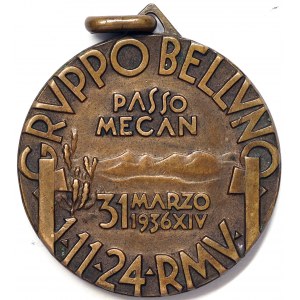 GRVPPO BELLVNO
PASSO
MECAN
31 MARZO
1936 XIV
1·11·24·RMV·